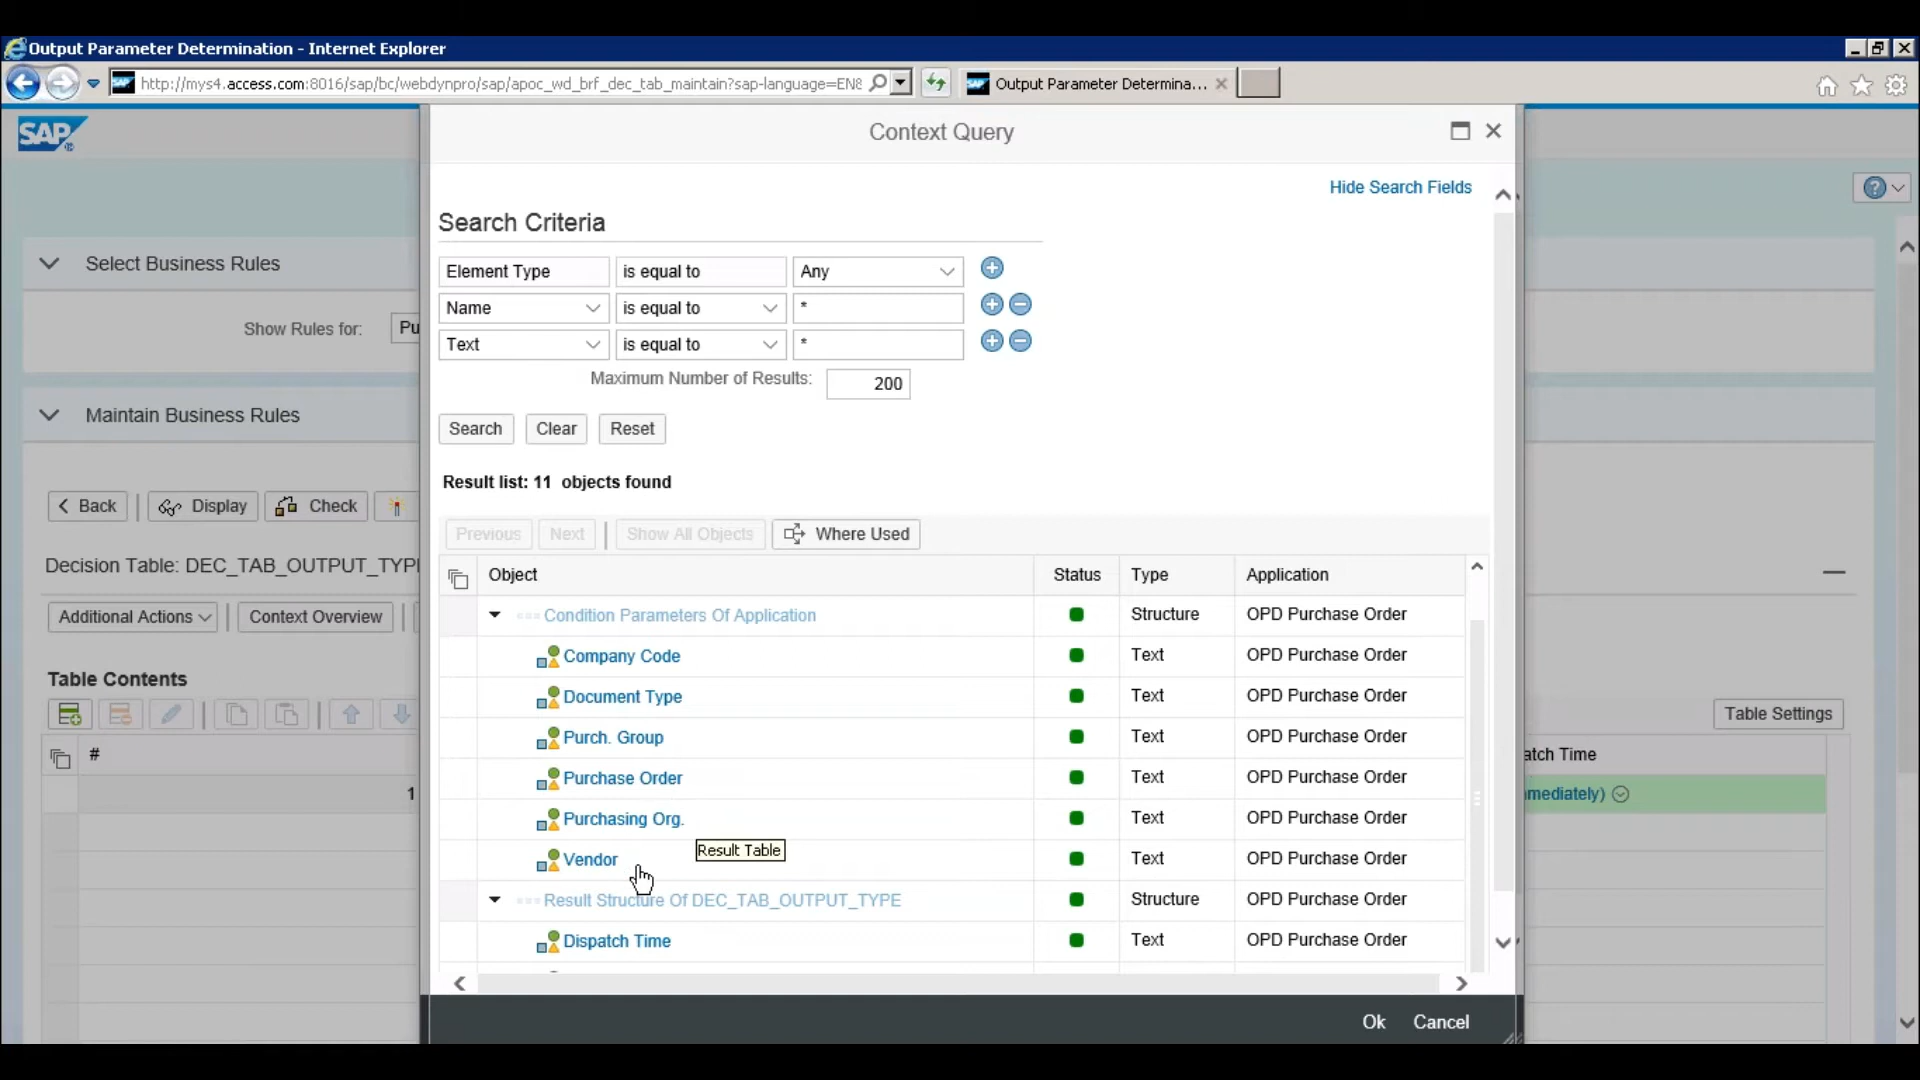 Output Parameter Determination - Internet Explorer
http://mys4.access.com:8016/sap/bc/webdynpro/sap/apoc_wd_brf_dec_tab_maintain?sap-language=EN&
Output Parameter Determina...
SAP
Context Query
Hide Search Fields
Search Criteria
Element Type is equal to Any
Name is equal to *
Text is equal to *
Maximum Number of Results: 200
Search Clear Reset
Result list: 11 objects found
Previous Next Show All Objects Where Used
Object Status Type Application
Condition Parameters Of Application Structure OPD Purchase Order
Company Code Text OPD Purchase Order
Document Type Text OPD Purchase Order
Purch. Group Text OPD Purchase Order
Purchase Order Text OPD Purchase Order
Purchasing Org. Text OPD Purchase Order
Result Table
Vendor Text OPD Purchase Order
Result Structure Of DEC_TAB_OUTPUT_TYPE Structure OPD Purchase Order
Dispatch Time Text OPD Purchase Order
Ok Cancel
Select Business Rules
Show Rules for: Pu
Maintain Business Rules
Back Display Check
Decision Table: DEC_TAB_OUTPUT_TYPE
Additional Actions Context Overview
Table Contents
Table Settings
# atch Time
1 mediately)